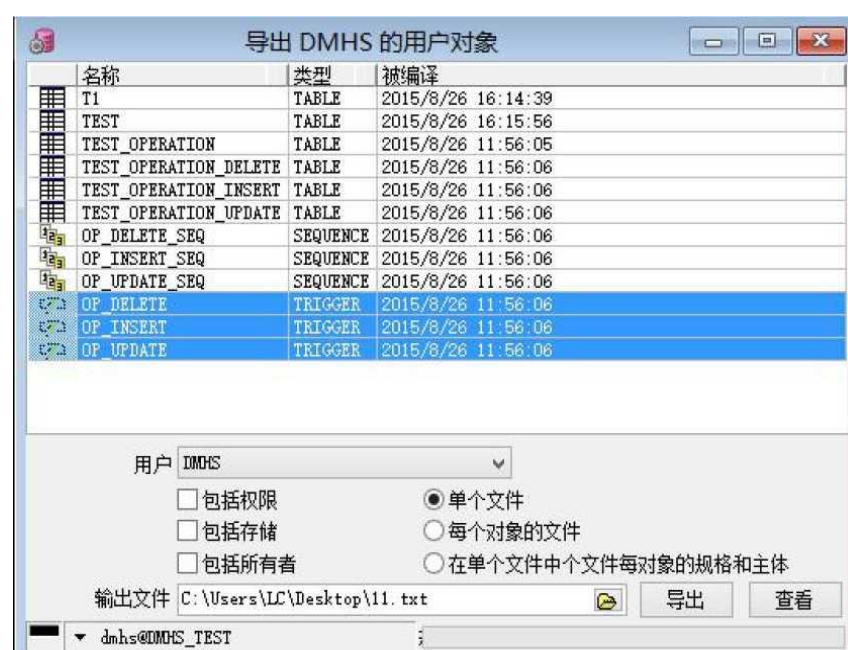 导出 DMHS 的用户对象
名称 类型 被编译
T1 TABLE 2015/8/26 16:14:39
TEST TABLE 2015/8/26 16:15:56
TEST_OPERATION TABLE 2015/8/26 11:56:05
TEST_OPERATION_DELETE TABLE 2015/8/26 11:56:06
TEST_OPERATION_INSERT TABLE 2015/8/26 11:56:06
TEST_OPERATION_UPDATE TABLE 2015/8/26 11:56:06
OP_DELETE_SEQ SEQUENCE 2015/8/26 11:56:06
OP_INSERT_SEQ SEQUENCE 2015/8/26 11:56:06
OP_UPDATE_SEQ SEQUENCE 2015/8/26 11:56:06
OP_DELETE TRIGGER 2015/8/26 11:56:06
OP_INSERT TRIGGER 2015/8/26 11:56:06
OP_UPDATE TRIGGER 2015/8/26 11:56:06
用户 DMHS
包括权限 单个文件
包括存储 每个对象的文件
包括所有者 在单个文件中个文件每对象的规格和主体
输出文件 C:\Users\LC\Desktop\11.txt 导出 查看
dmhs@DMHS_TEST